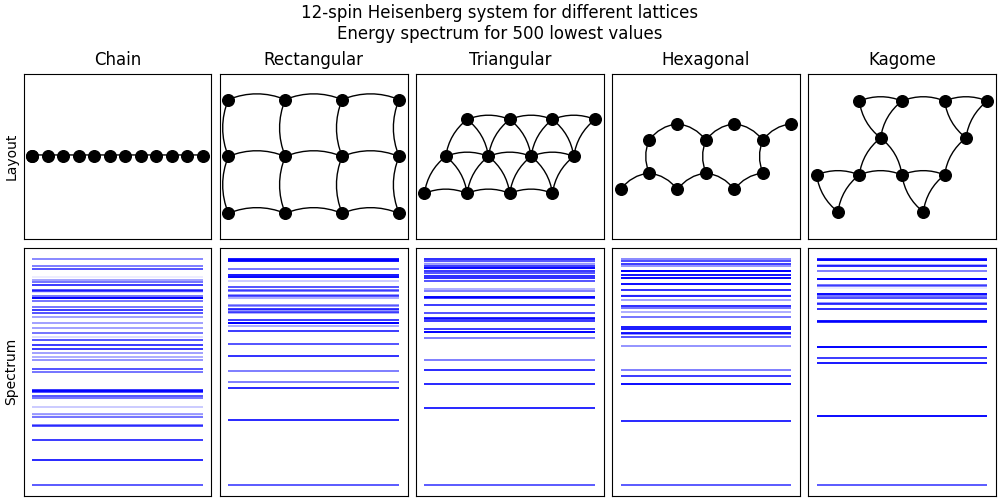 12-spin Heisenberg system for different lattices
Energy spectrum for 500 lowest values
Chain
Rectangular
Triangular
Hexagonal
Kagome
Layout
Spectrum